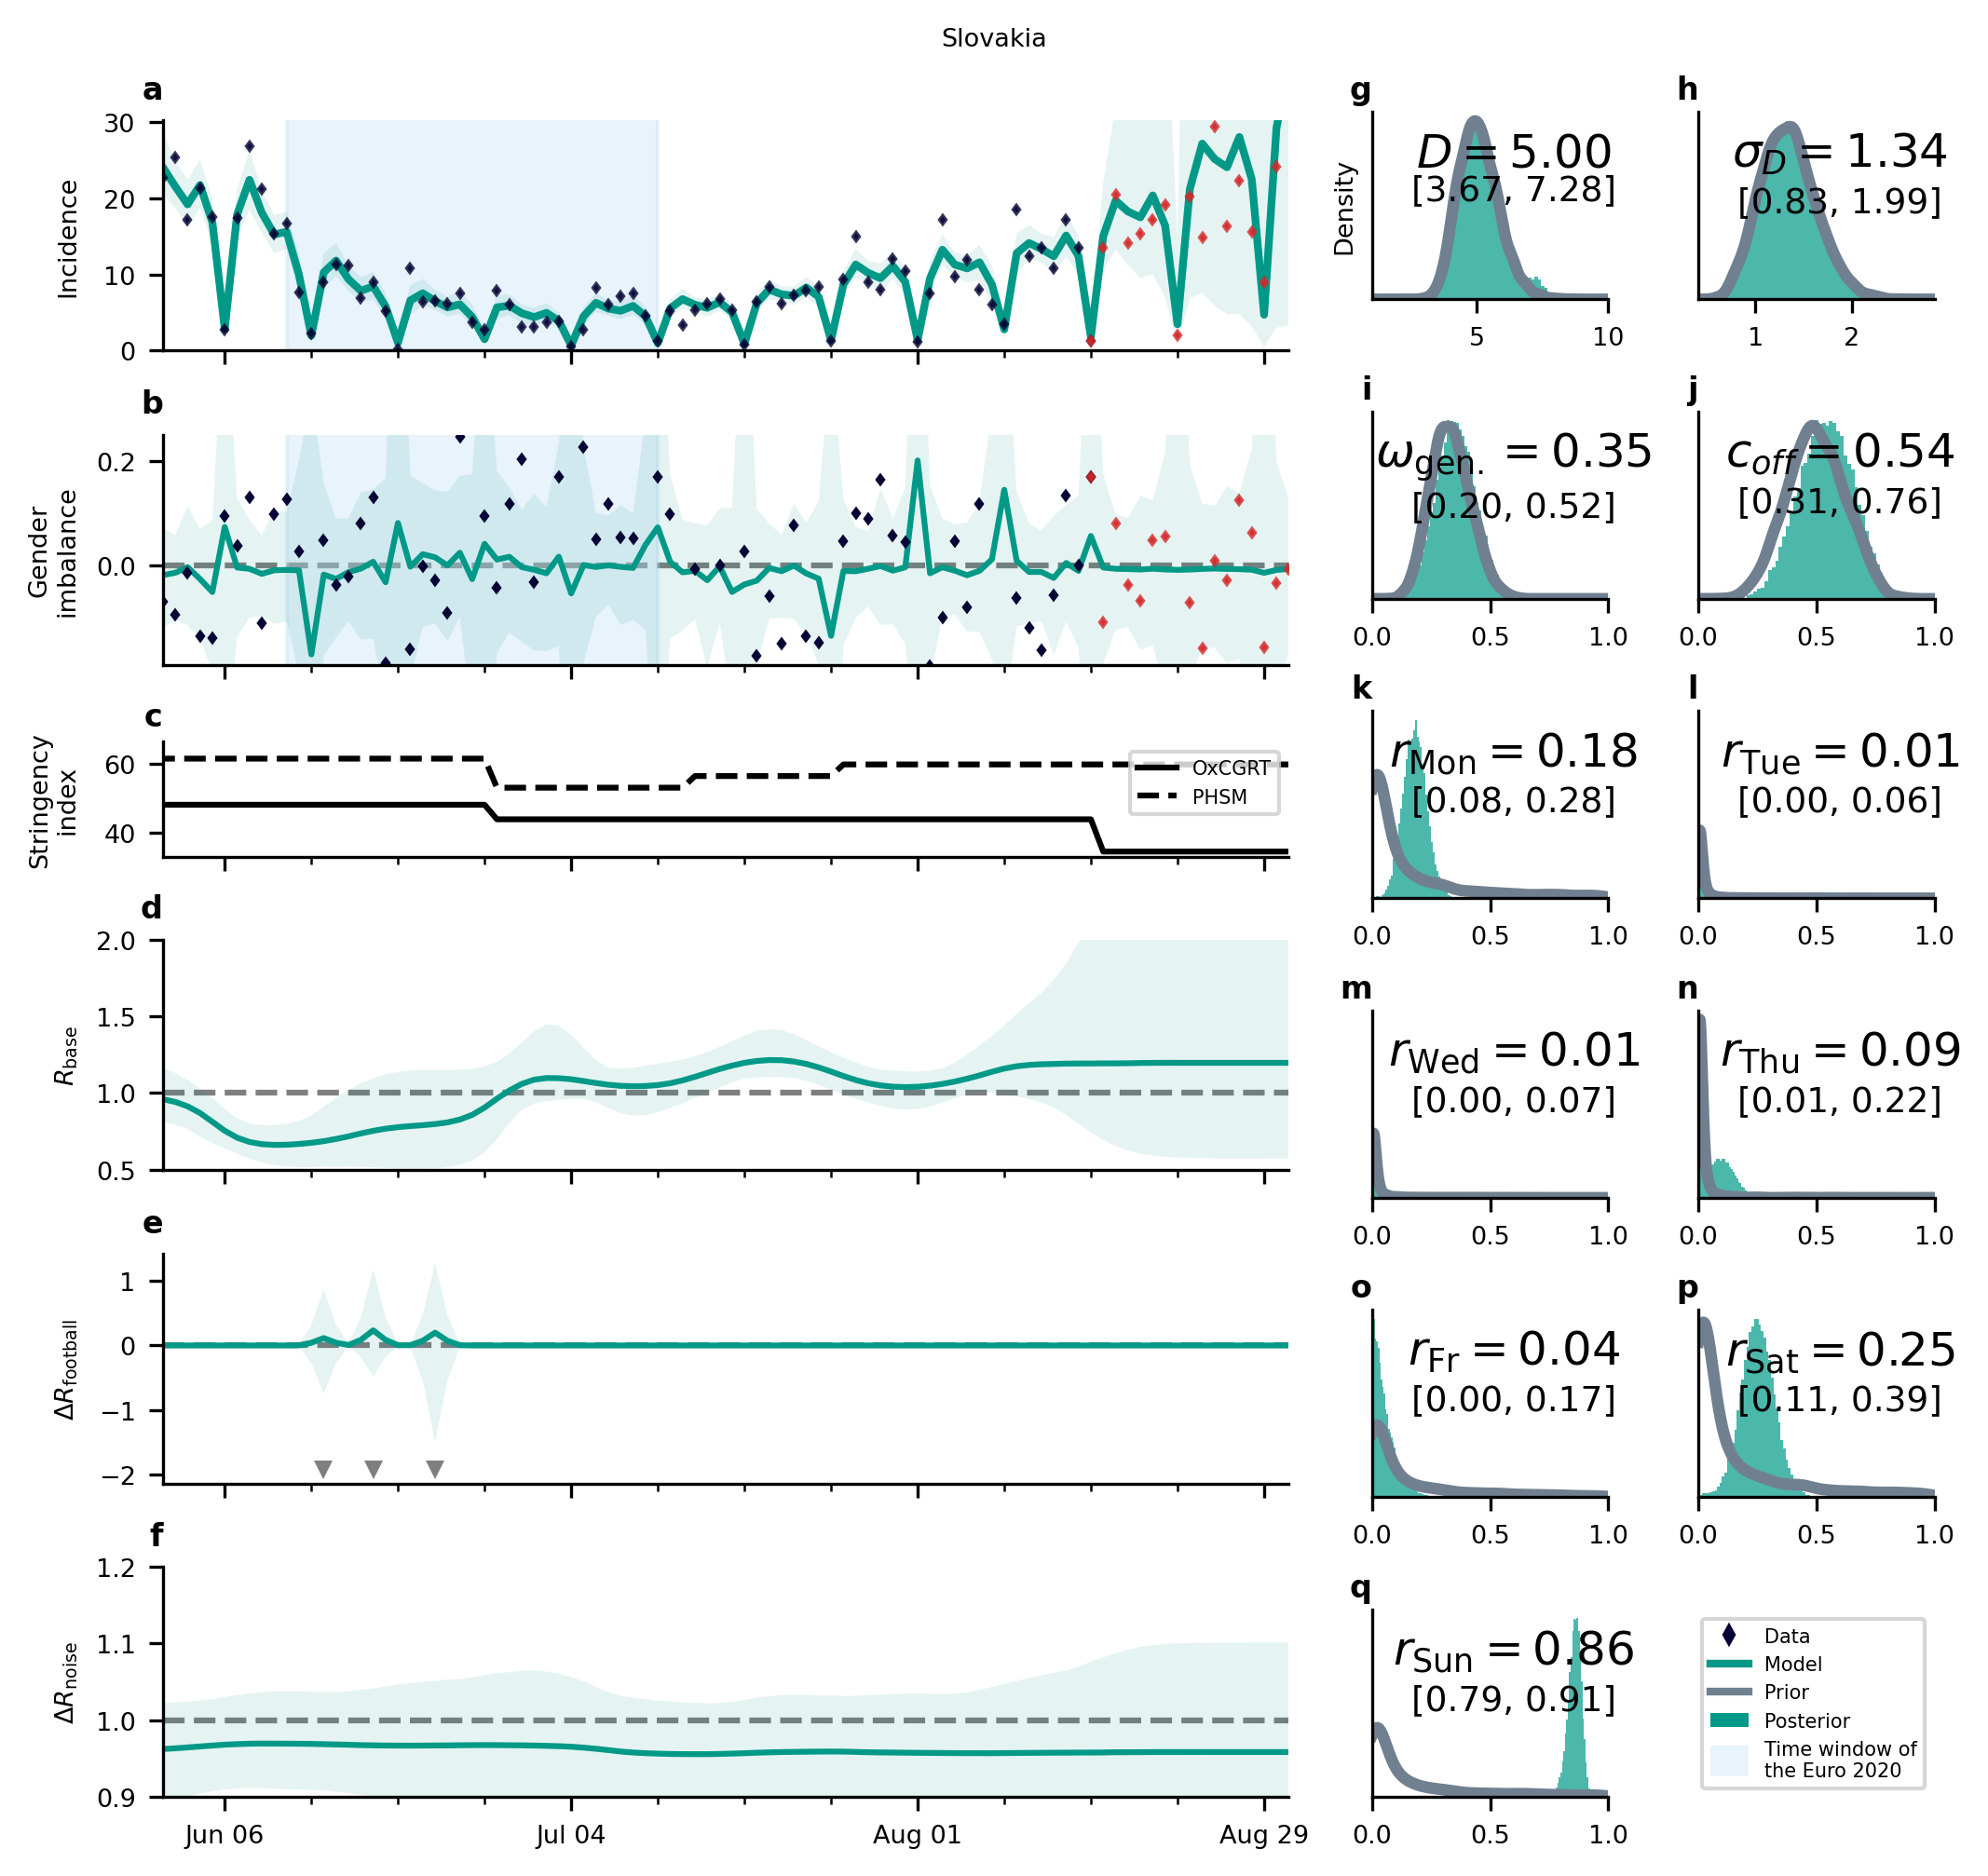 Slovakia
a
Incidence
30
20
10
0
b
Gender
imbalance
0.2
0.0
c
Stringency
index
60
40
OxCGRT
PHSM
d
R_base
2.0
1.5
1.0
0.5
e
ΔR_football
1
0
−1
−2
f
ΔR_noise
1.2
1.1
1.0
0.9
Jun 06
Jul 04
Aug 01
Aug 29
g
Density
D = 5.00
[3.67, 7.28]
5
10
h
σ_D = 1.34
[0.83, 1.99]
1
2
i
ω_gen. = 0.35
[0.20, 0.52]
0.0
0.5
1.0
j
c_off = 0.54
[0.31, 0.76]
0.0
0.5
1.0
k
r_Mon = 0.18
[0.08, 0.28]
0.0
0.5
1.0
l
r_Tue = 0.01
[0.00, 0.06]
0.0
0.5
1.0
m
r_Wed = 0.01
[0.00, 0.07]
0.0
0.5
1.0
n
r_Thu = 0.09
[0.01, 0.22]
0.0
0.5
1.0
o
r_Fr = 0.04
[0.00, 0.17]
0.0
0.5
1.0
p
r_Sat = 0.25
[0.11, 0.39]
0.0
0.5
1.0
q
r_Sun = 0.86
[0.79, 0.91]
0.0
0.5
1.0
Data
Model
Prior
Posterior
Time window of
the Euro 2020